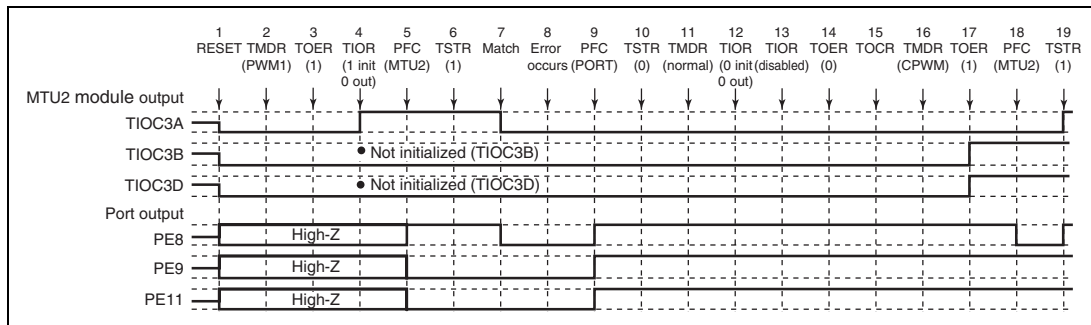 1 2 3 4 5 6 7 8 9 10 11 12 13 14 15 16 17 18 19
RESET TMDR TOER TIOR PFC TSTR Match Error PFC TSTR TMDR TIOR TIOR TOER TOCR TMDR TOER PFC TSTR
(PWM1) (1) (1 init (MTU2) (1) occurs (PORT) (0) (normal) (0 init (disabled) (0) (CPWM) (1) (MTU2) (1)
0 out) 0 out)
MTU2 module output
TIOC3A
TIOC3B • Not initialized (TIOC3B)
TIOC3D • Not initialized (TIOC3D)
Port output
PE8 High-Z
PE9 High-Z
PE11 High-Z